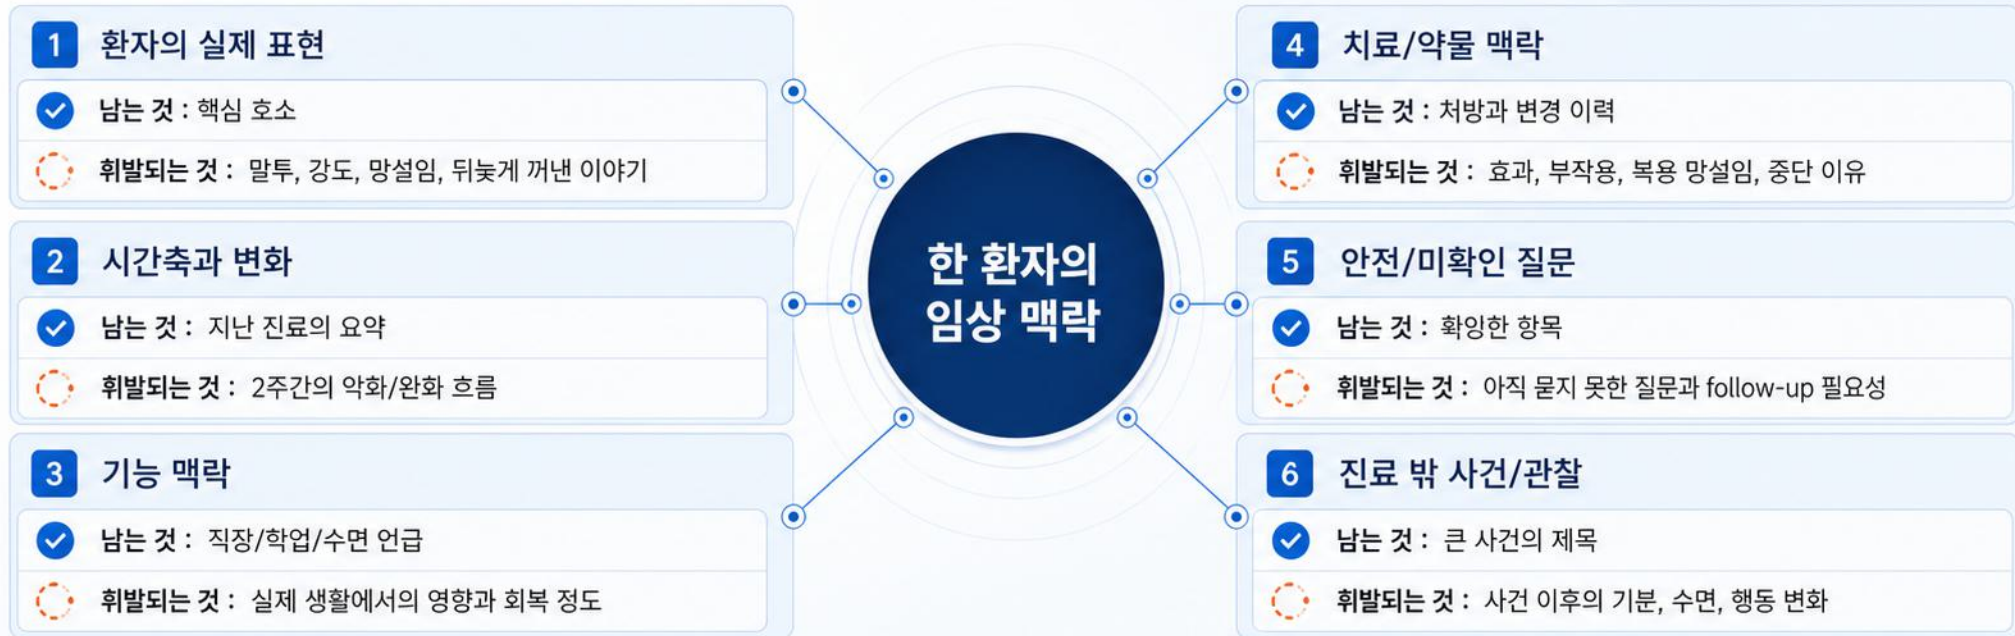 1 환자의 실제 표현
남는 것 : 핵심 호소
휘발되는 것 : 말투, 강도, 망설임, 뒤늦게 꺼낸 이야기
2 시간축과 변화
남는 것 : 지난 진료의 요약
휘발되는 것 : 2주간의 악화/완화 흐름
3 기능 맥락
남는 것 : 직장/학업/수면 언급
휘발되는 것 : 실제 생활에서의 영향과 회복 정도
한 환자의
임상 맥락
4 치료/약물 맥락
남는 것 : 처방과 변경 이력
휘발되는 것 : 효과, 부작용, 복용 망설임, 중단 이유
5 안전/미확인 질문
남는 것 : 확잉한 항목
휘발되는 것 : 아직 묻지 못한 질문과 follow-up 필요성
6 진료 밖 사건/관찰
남는 것 : 큰 사건의 제목
휘발되는 것 : 사건 이후의 기분, 수면, 행동 변화